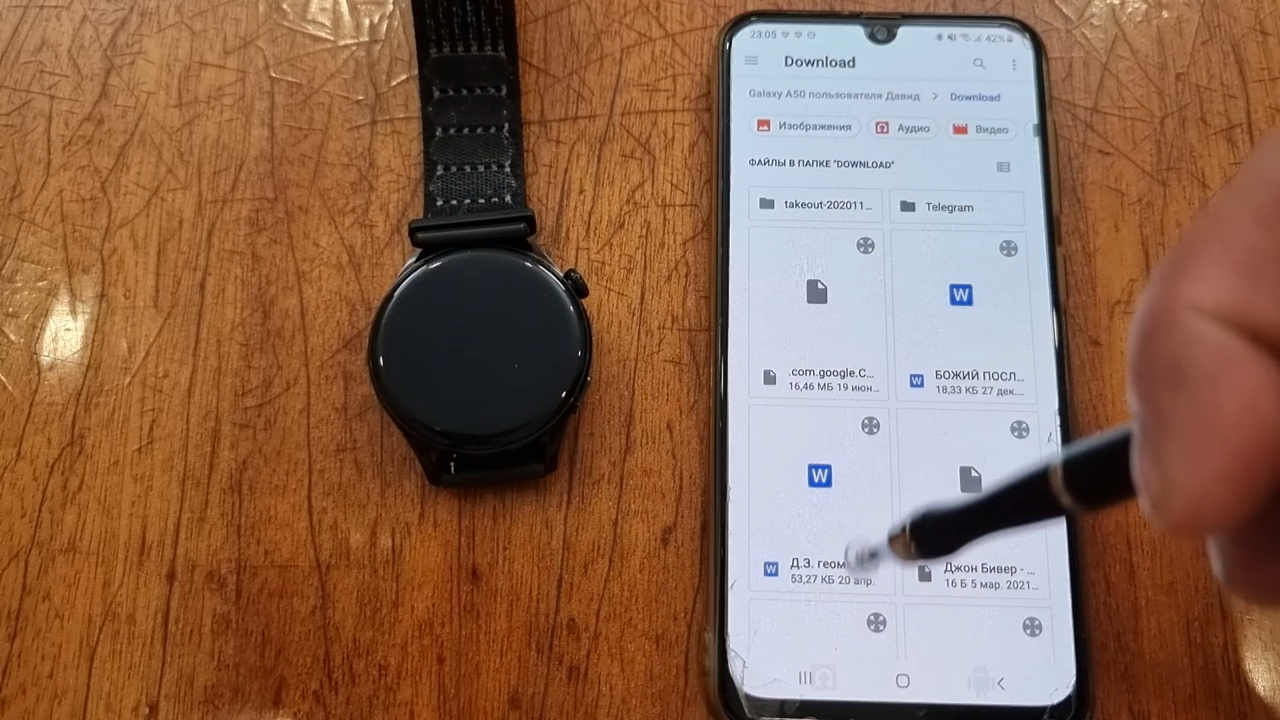 23:05 42%
Download
Galaxy A50 пользователя Давид > Download
Изображения Аудио Видео
ФАЙЛЫ В ПАПКЕ "DOWNLOAD"
takeout-202011... Telegram
W
.com.google.C... W БОЖИЙ ПОСЛ...
16,46 МБ 19 июн... 18,33 КБ 27 дек....
W
W Д.З. геом Джон Бивер - ...
53,27 КБ 20 апр. 16 Б 5 мар. 2021...